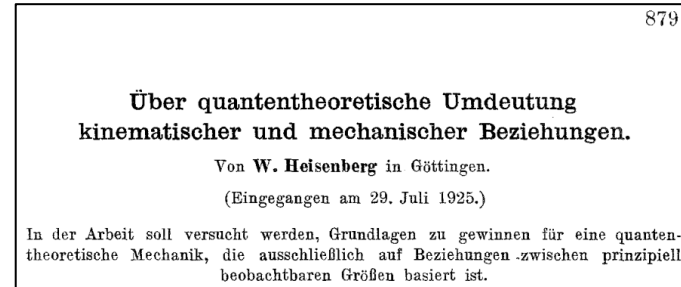 879
Über quantentheoretische Umdeutung
kinematischer und mechanischer Beziehungen.
Von W. Heisenberg in Göttingen.
(Eingegangen am 29. Juli 1925.)
In der Arbeit soll versucht werden, Grundlagen zu gewinnen für eine quanten-
theoretische Mechanik, die ausschließlich auf Beziehungen zwischen prinzipiell
beobachtbaren Größen basiert ist.